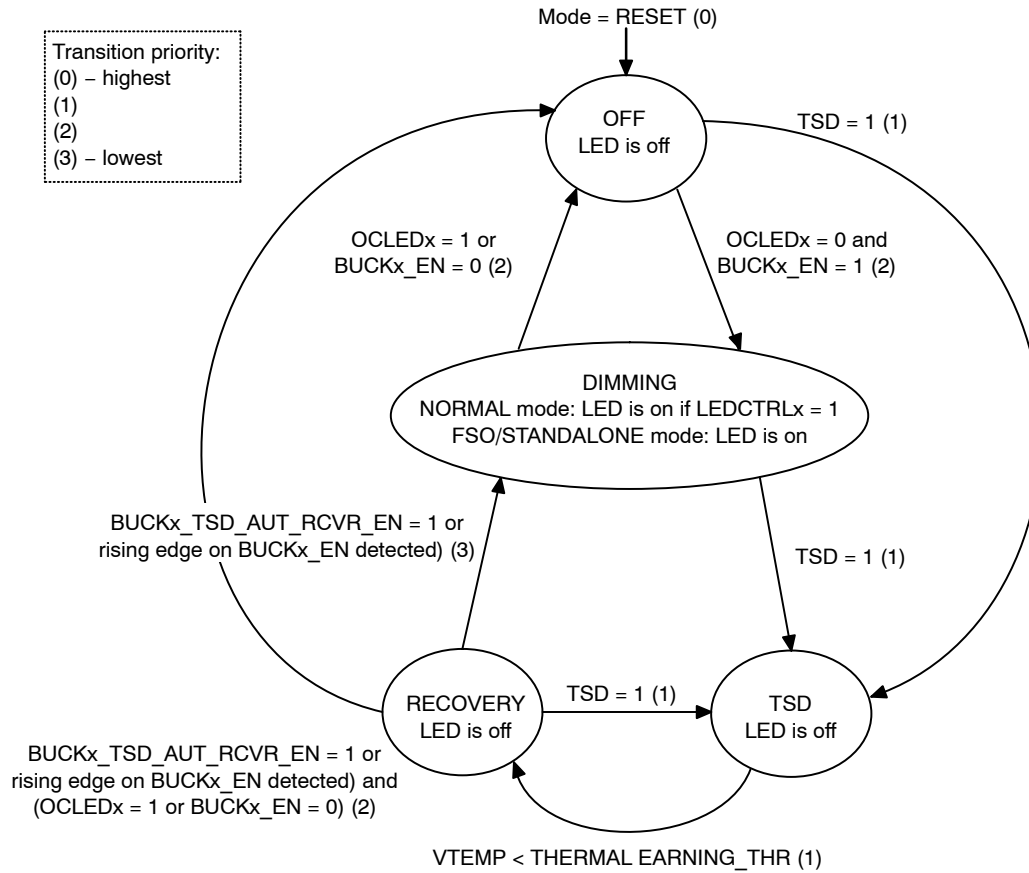 Mode = RESET (0)
Transition priority:
(0) – highest
(1)
(2)
(3) – lowest
OFF
LED is off
TSD = 1 (1)
OCLEDx = 1 or
BUCKx_EN = 0 (2)
OCLEDx = 0 and
BUCKx_EN = 1 (2)
DIMMING
NORMAL mode: LED is on if LEDCTRLx = 1
FSO/STANDALONE mode: LED is on
BUCKx_TSD_AUT_RCVR_EN = 1 or
rising edge on BUCKx_EN detected) (3)
TSD = 1 (1)
RECOVERY
LED is off
TSD = 1 (1)
TSD
LED is off
BUCKx_TSD_AUT_RCVR_EN = 1 or
rising edge on BUCKx_EN detected) and
(OCLEDx = 1 or BUCKx_EN = 0) (2)
VTEMP < THERMAL EARNING_THR (1)